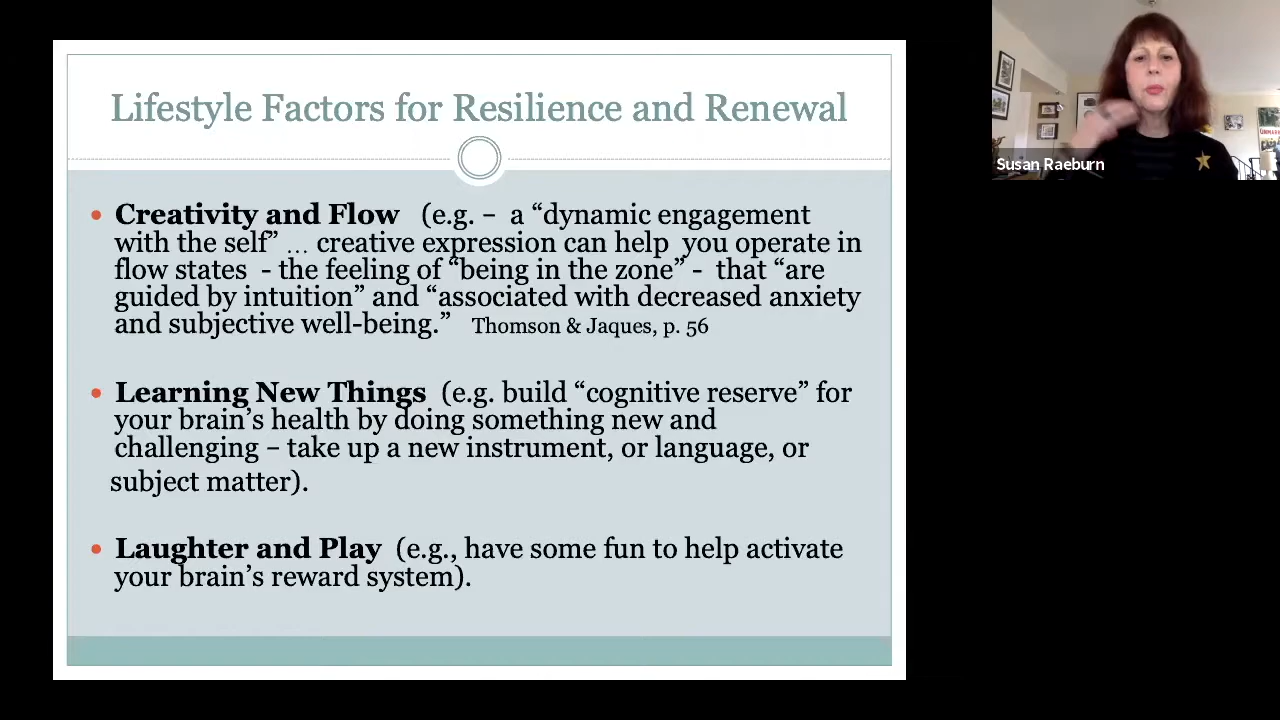 Lifestyle Factors for Resilience and Renewal
• Creativity and Flow (e.g. – a “dynamic engagement
with the self” … creative expression can help you operate in
flow states - the feeling of “being in the zone” - that “are
guided by intuition” and “associated with decreased anxiety
and subjective well-being.” Thomson & Jaques, p. 56
• Learning New Things (e.g. build “cognitive reserve” for
your brain’s health by doing something new and
challenging – take up a new instrument, or language, or
subject matter).
• Laughter and Play (e.g., have some fun to help activate
your brain’s reward system).
Susan Raeburn